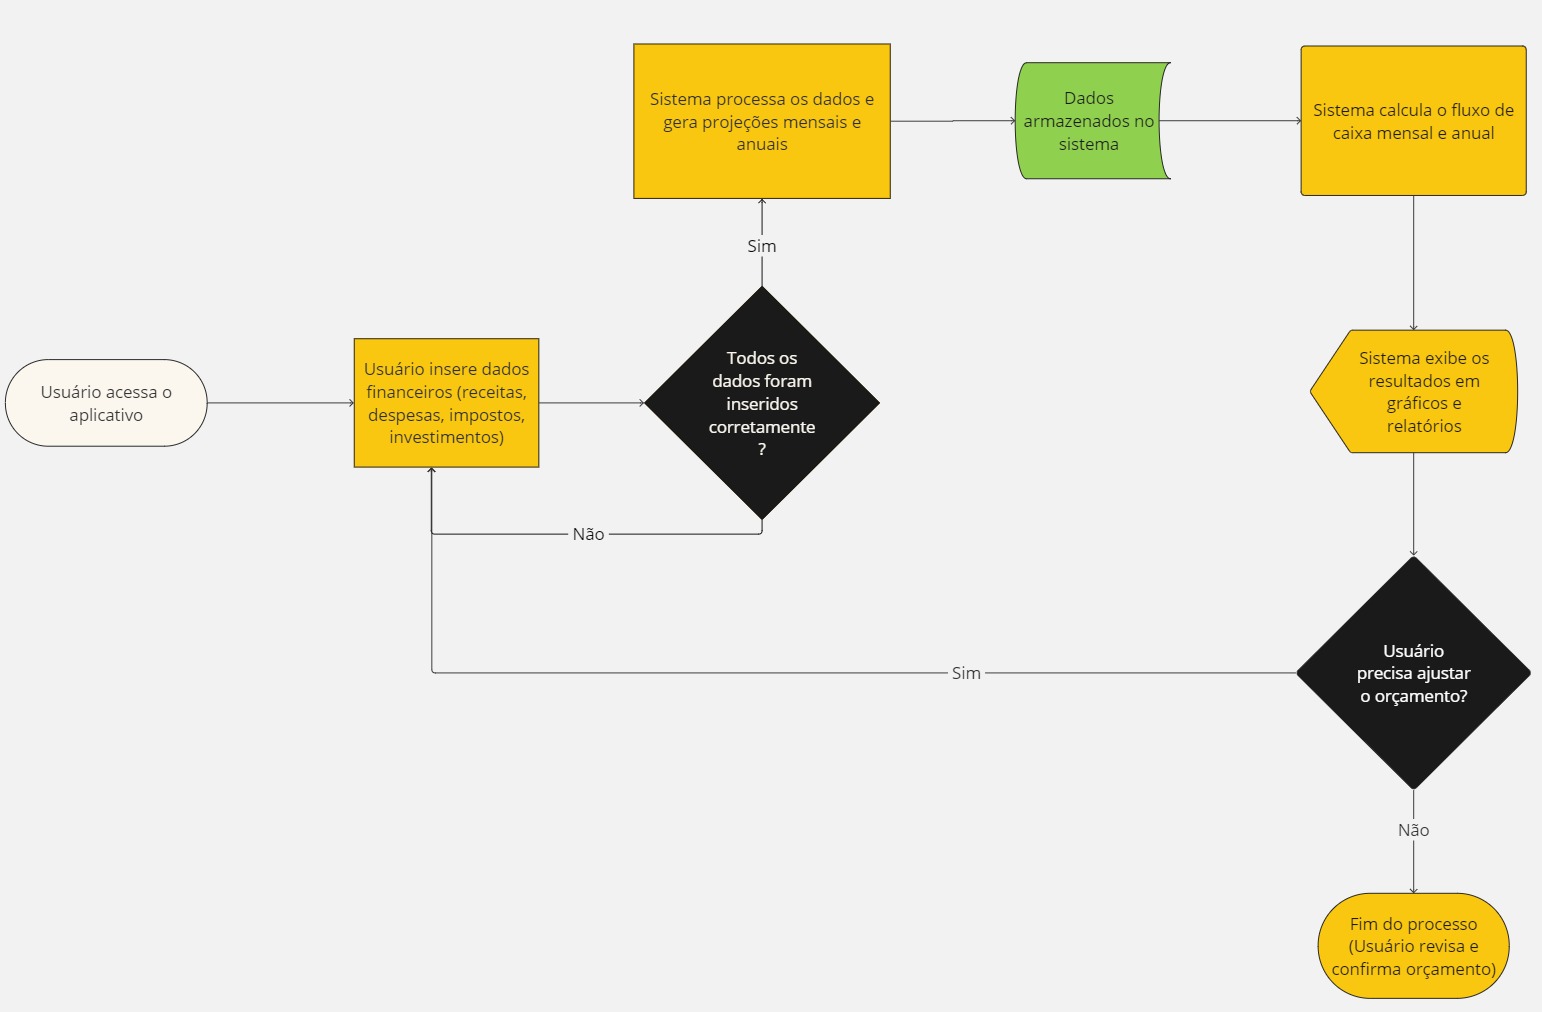 Usuário acessa o
aplicativo
Usuário insere dados
financeiros (receitas,
despesas, impostos,
investimentos)
Todos os
dados foram
inseridos
corretamente
?
Não
Sim
Sistema processa os dados e
gera projeções mensais e
anuais
Dados
armazenados no
sistema
Sistema calcula o fluxo de
caixa mensal e anual
Sistema exibe os
resultados em
gráficos e
relatórios
Usuário
precisa ajustar
o orçamento?
Sim
Não
Fim do processo
(Usuário revisa e
confirma orçamento)